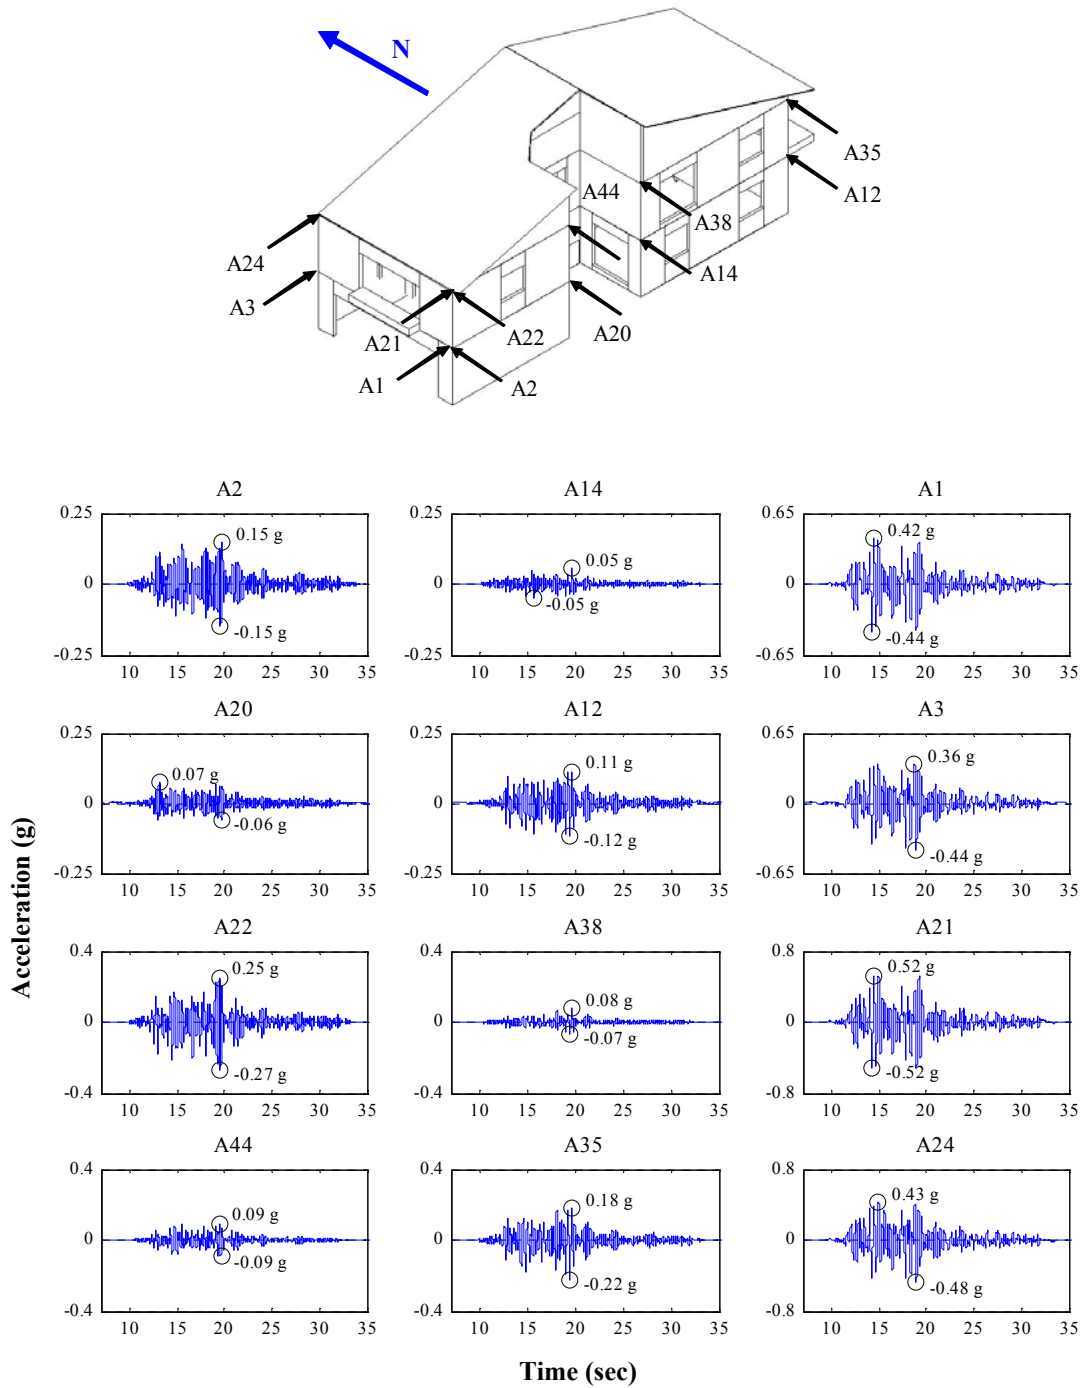 N
A35
A12
A44
A38
A14
A24
A3
A20
A21
A22
A1
A2
Acceleration (g)
A2
0.25
0
-0.25
0.15 g
-0.15 g
10 15 20 25 30 35
A14
0.25
0
-0.25
0.05 g
-0.05 g
10 15 20 25 30 35
A1
0.65
0
-0.65
0.42 g
-0.44 g
10 15 20 25 30 35
A20
0.25
0
-0.25
0.07 g
-0.06 g
10 15 20 25 30 35
A12
0.25
0
-0.25
0.11 g
-0.12 g
10 15 20 25 30 35
A3
0.65
0
-0.65
0.36 g
-0.44 g
10 15 20 25 30 35
A22
0.4
0
-0.4
0.25 g
-0.27 g
10 15 20 25 30 35
A38
0.4
0
-0.4
0.08 g
-0.07 g
10 15 20 25 30 35
A21
0.8
0
-0.8
0.52 g
-0.52 g
10 15 20 25 30 35
A44
0.4
0
-0.4
0.09 g
-0.09 g
10 15 20 25 30 35
A35
0.4
0
-0.4
0.18 g
-0.22 g
10 15 20 25 30 35
A24
0.8
0
-0.8
0.43 g
-0.48 g
10 15 20 25 30 35
Time (sec)